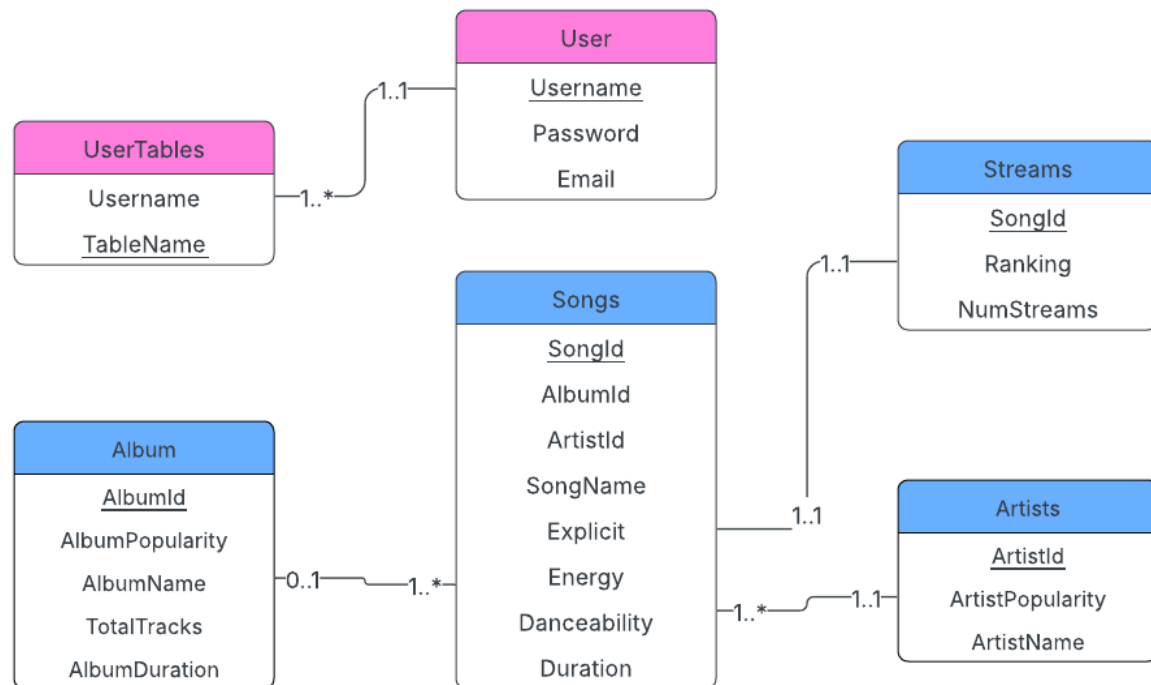 User
Username
Password
Email
1..1
UserTables
Username
TableName
1..*
Streams
SongId
Ranking
NumStreams
1..1
Songs
SongId
AlbumId
ArtistId
SongName
Explicit
Energy
Danceability
Duration
1..1
Album
AlbumId
AlbumPopularity
AlbumName
TotalTracks
AlbumDuration
0..1
1..*
Artists
ArtistId
ArtistPopularity
ArtistName
1..*
1..1